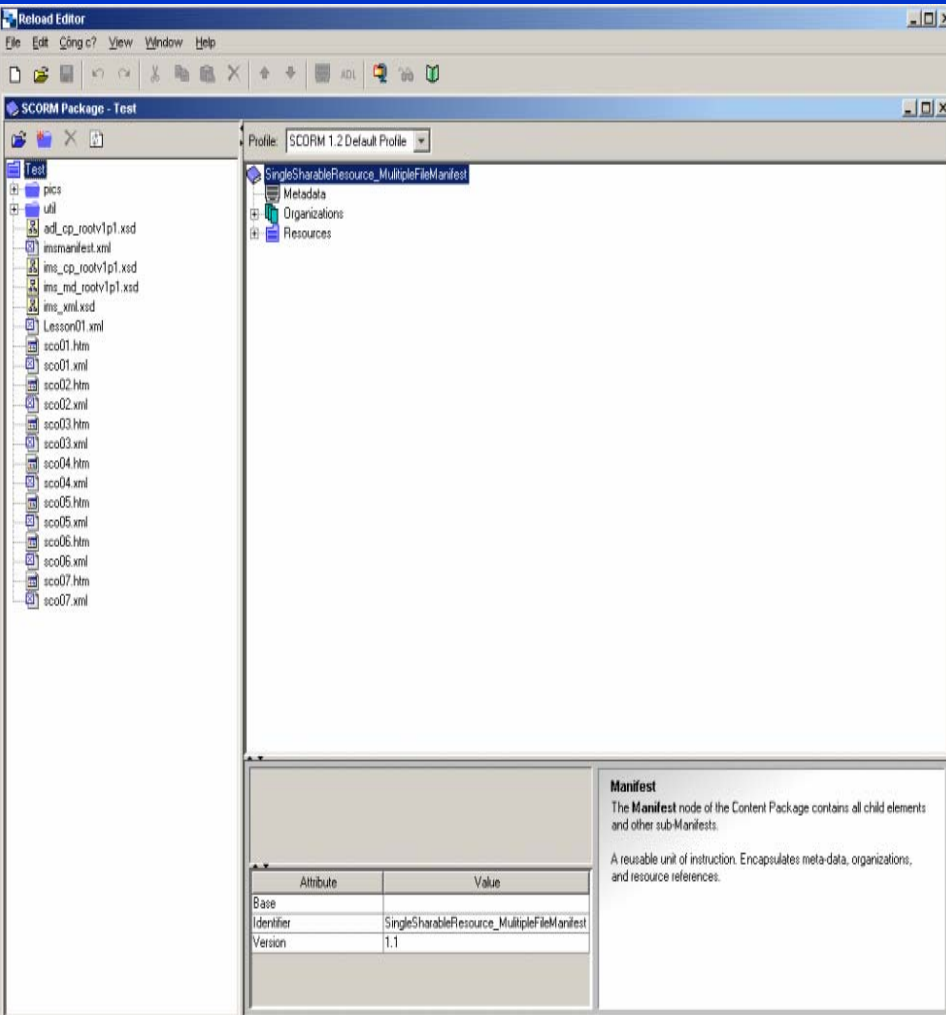 Reload Editor
File Edit Công c? View Window Help
ADL
SCORM Package - Test
Profile: SCORM 1.2 Default Profile
Test
pics
util
adl_cp_rootv1p1.xsd
imsmanifest.xml
ims_cp_rootv1p1.xsd
ims_md_rootv1p1.xsd
ims_xml.xsd
Lesson01.xml
sco01.htm
sco01.xml
sco02.htm
sco02.xml
sco03.htm
sco03.xml
sco04.htm
sco04.xml
sco05.htm
sco05.xml
sco06.htm
sco06.xml
sco07.htm
sco07.xml
SingleSharableResource_MulitipleFileManifest
Metadata
Organizations
Resources
Attribute Value
Base
Identifier SingleSharableResource_MulitipleFileManifest
Version 1.1
Manifest
The Manifest node of the Content Package contains all child elements
and other sub-Manifests.
A reusable unit of instruction. Encapsulates meta-data, organizations,
and resource references.